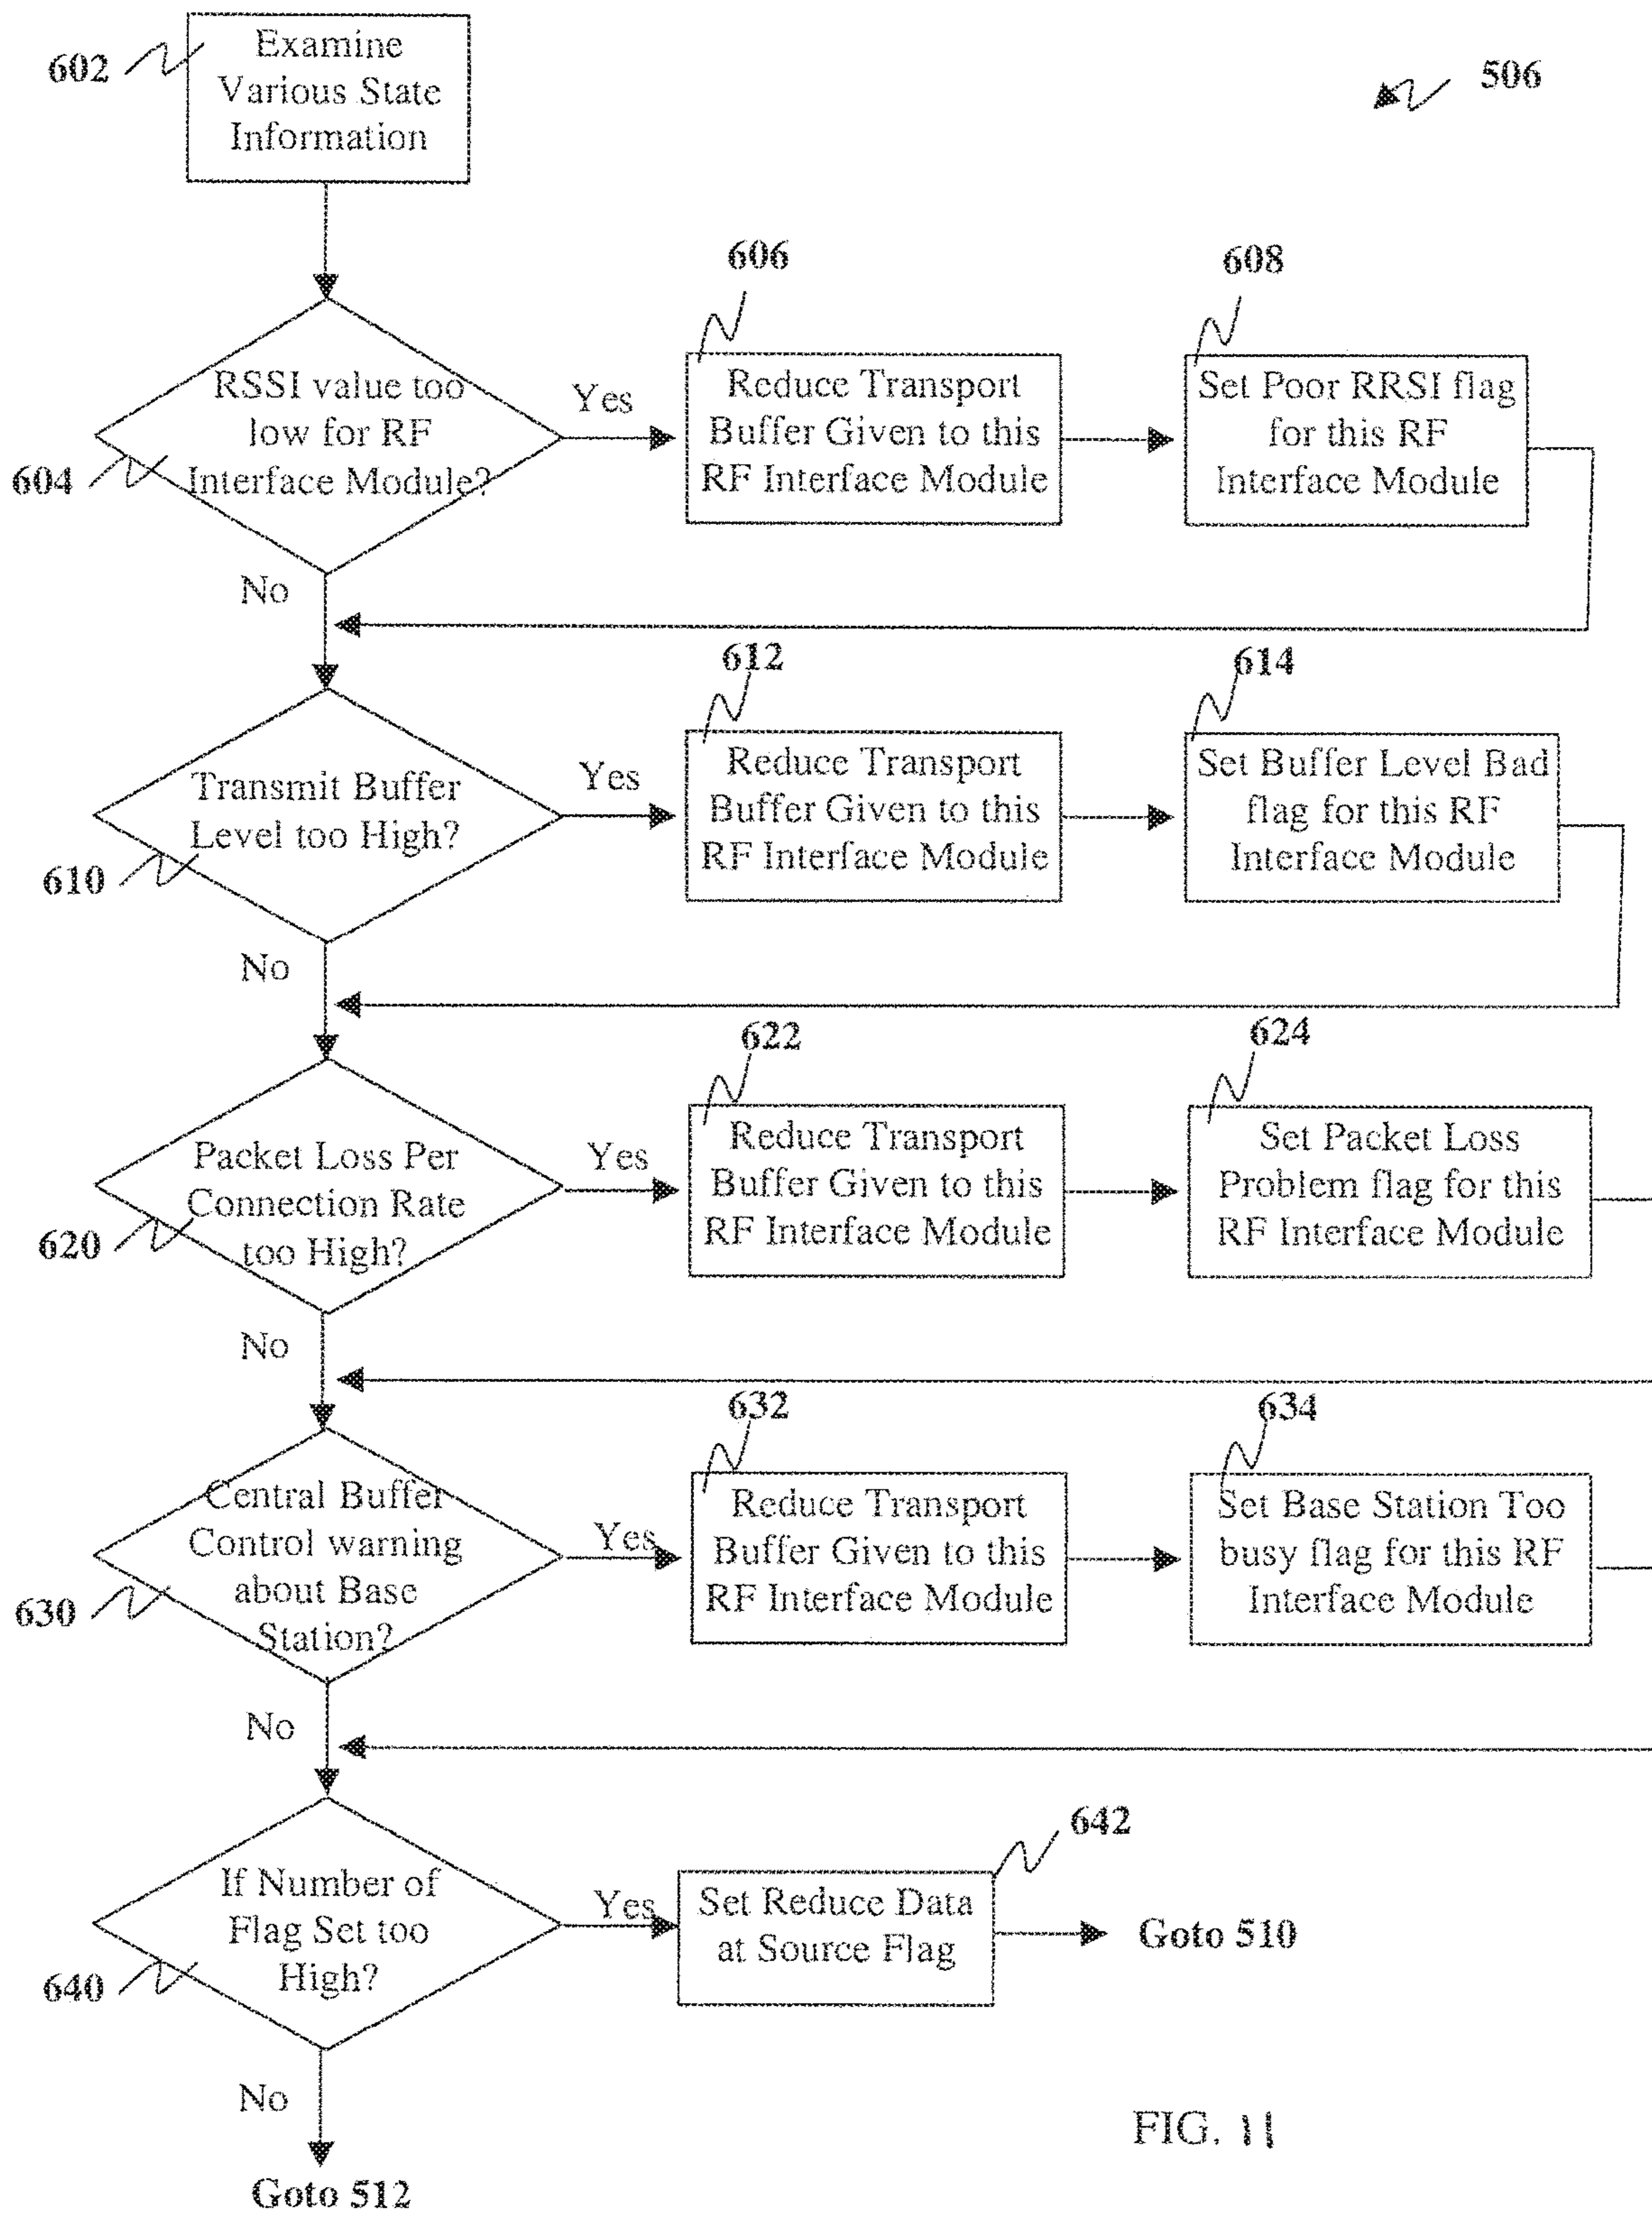 602
Examine
Various State
Information
506
606
608
RSSI value too
low for RF
Interface Module?
604
Yes
Reduce Transport
Buffer Given to this
RF Interface Module
Set Poor RRSI flag
for this RF
Interface Module
No
612
614
Transmit Buffer
Level too High?
610
Yes
Reduce Transport
Buffer Given to this
RF Interface Module
Set Buffer Level Bad
flag for this RF
Interface Module
No
622
624
Packet Loss Per
Connection Rate
too High?
620
Yes
Reduce Transport
Buffer Given to this
RF Interface Module
Set Packet Loss
Problem flag for this
RF Interface Module
No
632
634
Central Buffer
Control warning
about Base
Station?
630
Yes
Reduce Transport
Buffer Given to this
RF Interface Module
Set Base Station Too
busy flag for this RF
Interface Module
No
642
If Number of
Flag Set too
High?
640
Yes
Set Reduce Data
at Source Flag
Goto 510
No
Goto 512
FIG. 11